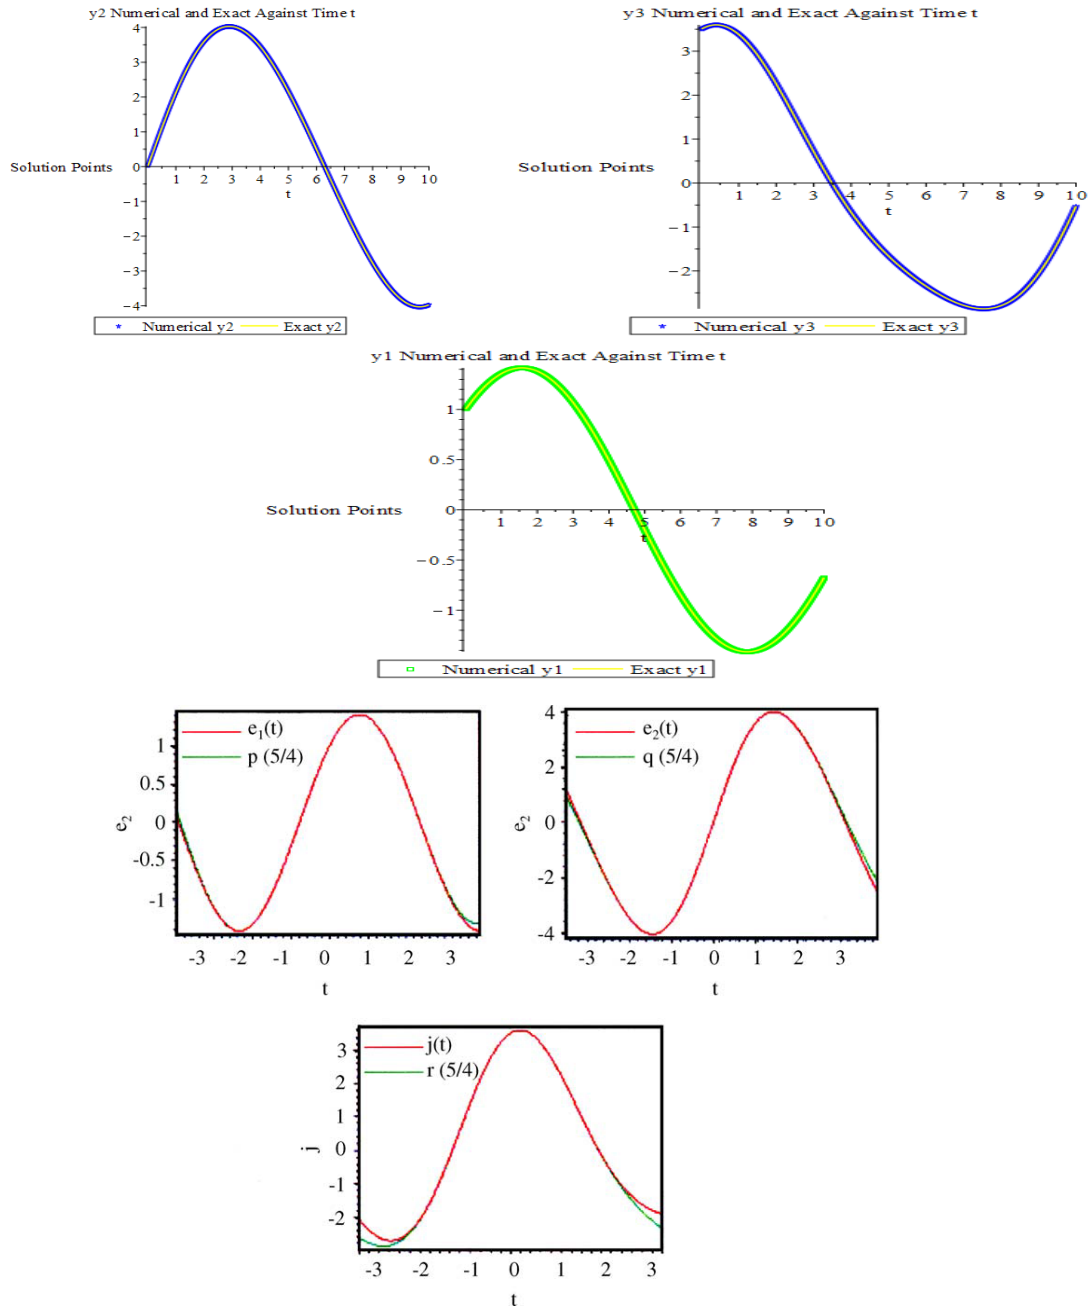 y2 Numerical and Exact Against Time t
4
3
2
1
Solution Points
0
1 2 3 4 5 6 7 8 9 10
t
−1
−2
−3
−4
Numerical y2 Exact y2
y3 Numerical and Exact Against Time t
3
2
1
Solution Points
0
1 2 3 4 5 6 7 8 9 10
t
−1
−2
Numerical y3 Exact y3
y1 Numerical and Exact Against Time t
1
0.5
Solution Points
0
1 2 3 4 5 6 7 8 9 10
t
−0.5
−1
Numerical y1 Exact y1
e₁(t)
p (5/4)
1
0.5
0
-0.5
-1
e₂
-3 -2 -1 0 1 2 3
t
e₂(t)
q (5/4)
4
2
0
-2
-4
e₂
-3 -2 -1 0 1 2 3
t
j(t)
r (5/4)
3
2
1
0
-1
-2
j
-3 -2 -1 0 1 2 3
t